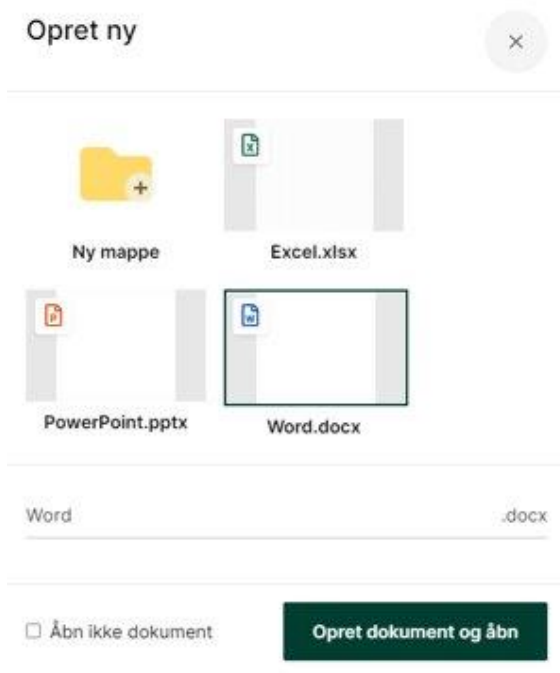 Opret ny
Ny mappe
Excel.xlsx
PowerPoint.pptx
Word.docx
Word .docx
Åbn ikke dokument
Opret dokument og åbn